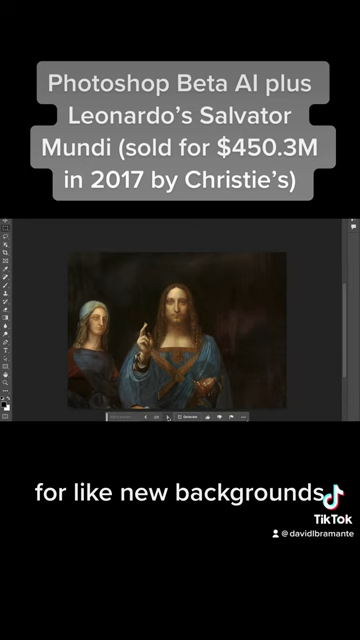 Photoshop Beta AI plus
Leonardo's Salvator
Mundi (sold for $450.3M
in 2017 by Christie's)
Generate
for like new backgrounds
TikTok
@davidlbramante